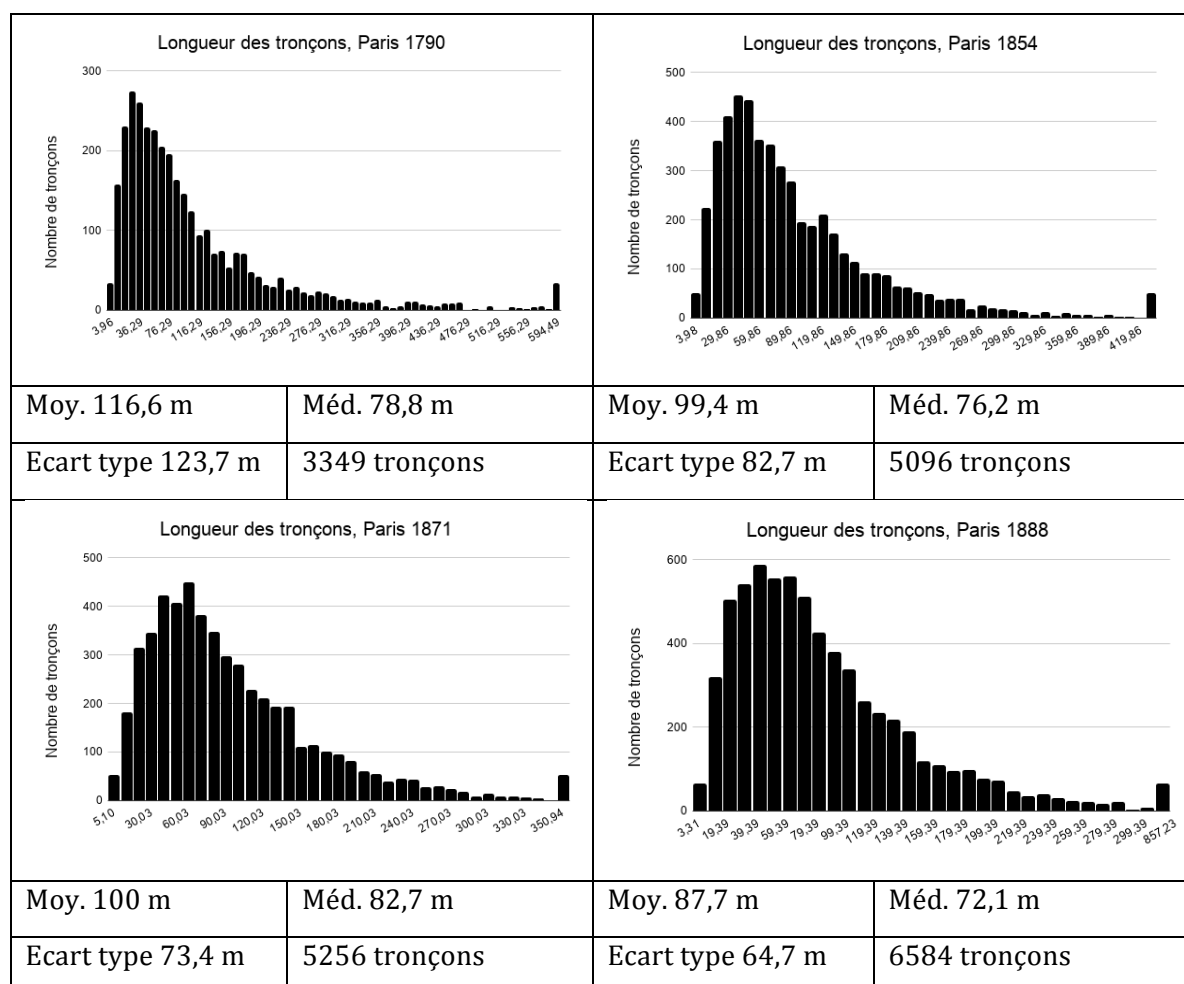 Longueur des tronçons, Paris 1790
Nombre de tronçons
300
200
100
0
3,96 36,29 76,29 116,29 156,29 196,29 236,29 276,29 316,29 356,29 396,29 436,29 476,29 516,29 556,29 594,49
Longueur des tronçons, Paris 1854
Nombre de tronçons
500
400
300
200
100
0
3,98 29,86 59,86 89,86 119,86 149,86 179,86 209,86 239,86 269,86 299,86 329,86 359,86 389,86 419,86
Moy. 116,6 m Méd. 78,8 m Moy. 99,4 m Méd. 76,2 m
Ecart type 123,7 m 3349 tronçons Ecart type 82,7 m 5096 tronçons
Longueur des tronçons, Paris 1871
Nombre de tronçons
500
400
300
200
100
0
5,10 30,03 60,03 90,03 120,03 150,03 180,03 210,03 240,03 270,03 300,03 330,03 350,94
Longueur des tronçons, Paris 1888
Nombre de tronçons
600
400
200
0
3,31 19,39 39,39 59,39 79,39 99,39 119,39 139,39 159,39 179,39 199,39 219,39 239,39 259,39 279,39 299,39 857,23
Moy. 100 m Méd. 82,7 m Moy. 87,7 m Méd. 72,1 m
Ecart type 73,4 m 5256 tronçons Ecart type 64,7 m 6584 tronçons